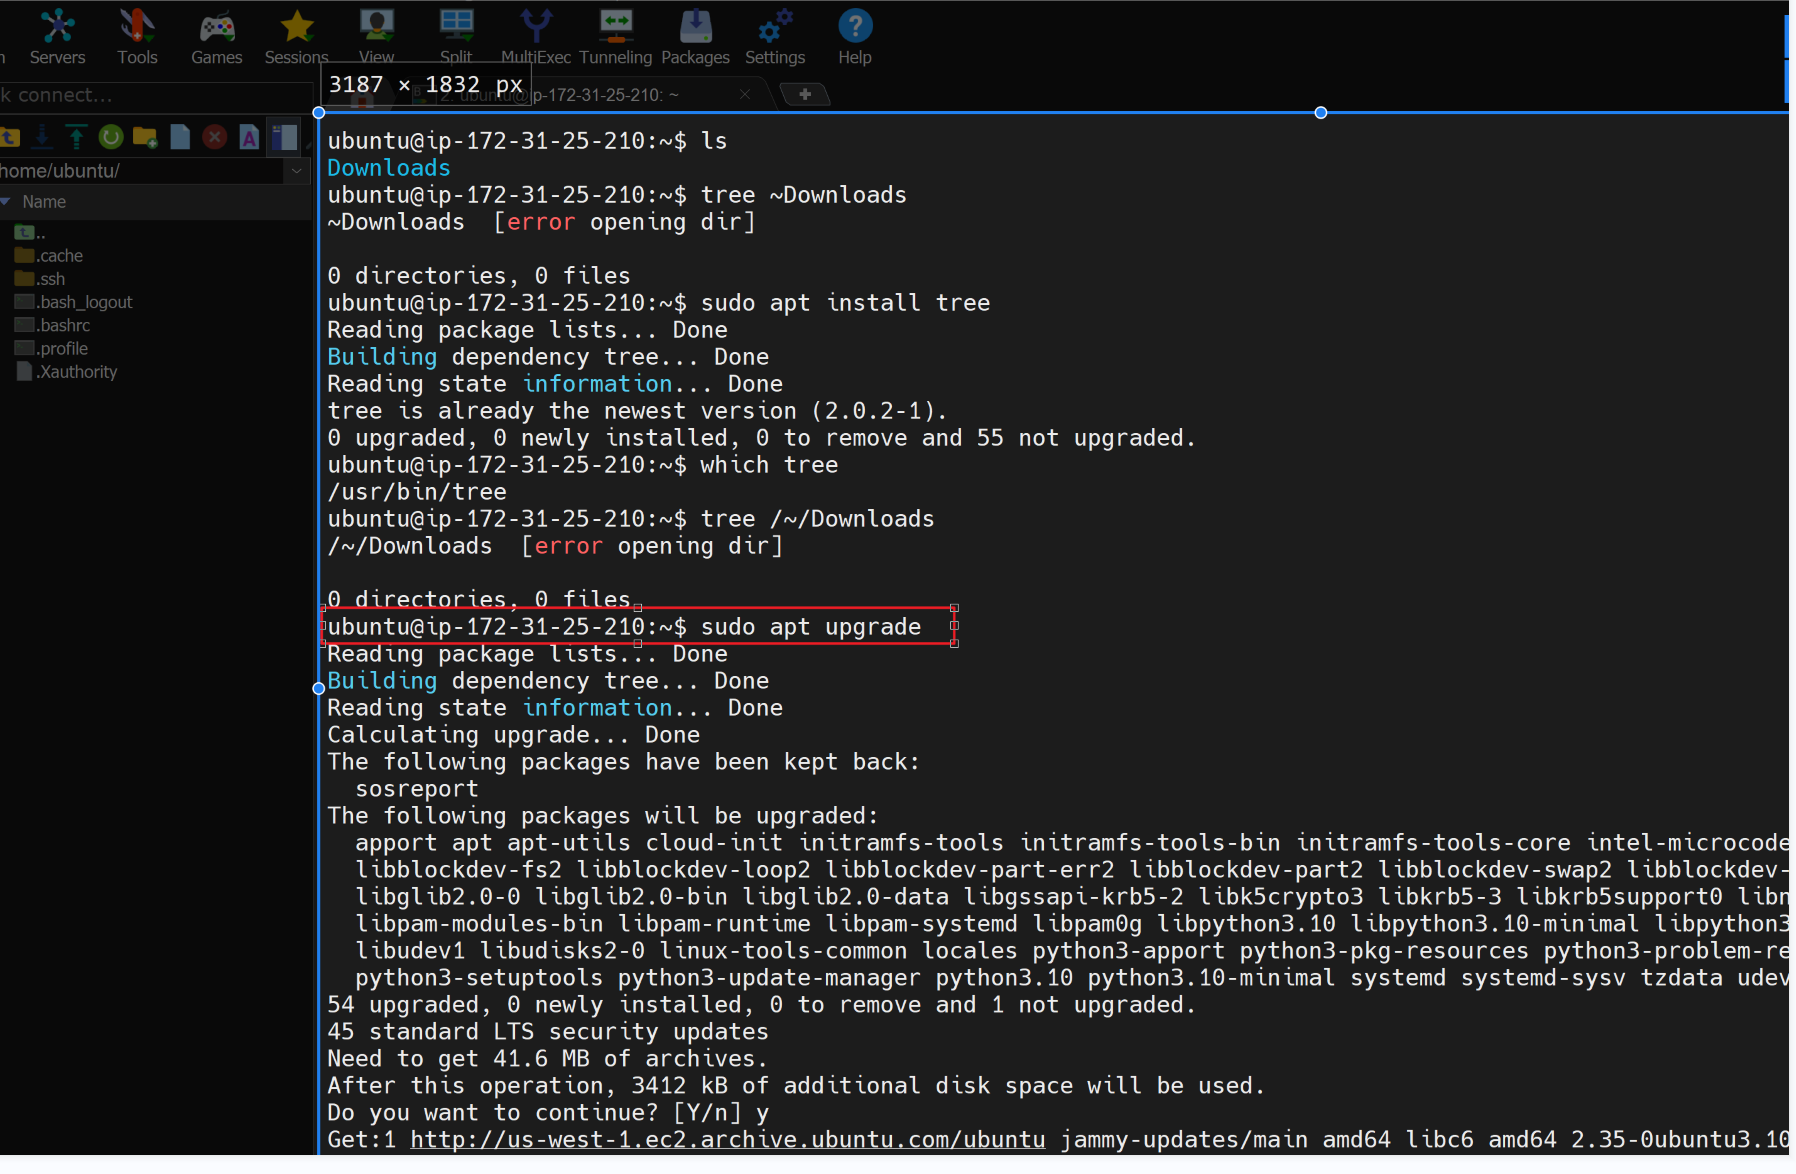 Servers
Tools
Games
Sessions
View
Split
MultiExec
Tunneling
Packages
Settings
Help
3187 × 1832 px
k connect...
2. ubuntu@ip-172-31-25-210: ~
home/ubuntu/
Name
..
.cache
.ssh
.bash_logout
.bashrc
.profile
.Xauthority
ubuntu@ip-172-31-25-210:~$ ls
Downloads
ubuntu@ip-172-31-25-210:~$ tree ~Downloads
~Downloads  [error opening dir]
0 directories, 0 files
ubuntu@ip-172-31-25-210:~$ sudo apt install tree
Reading package lists... Done
Building dependency tree... Done
Reading state information... Done
tree is already the newest version (2.0.2-1).
0 upgraded, 0 newly installed, 0 to remove and 55 not upgraded.
ubuntu@ip-172-31-25-210:~$ which tree
/usr/bin/tree
ubuntu@ip-172-31-25-210:~$ tree /~/Downloads
/~/Downloads  [error opening dir]
0 directories, 0 files
ubuntu@ip-172-31-25-210:~$ sudo apt upgrade
Reading package lists... Done
Building dependency tree... Done
Reading state information... Done
Calculating upgrade... Done
The following packages have been kept back:
  sosreport
The following packages will be upgraded:
  apport apt apt-utils cloud-init initramfs-tools initramfs-tools-bin initramfs-tools-core intel-microcode
  libblockdev-fs2 libblockdev-loop2 libblockdev-part-err2 libblockdev-part2 libblockdev-swap2 libblockdev-
  libglib2.0-0 libglib2.0-bin libglib2.0-data libgssapi-krb5-2 libk5crypto3 libkrb5-3 libkrb5support0 libn
  libpam-modules-bin libpam-runtime libpam-systemd libpam0g libpython3.10 libpython3.10-minimal libpython3
  libudev1 libudisks2-0 linux-tools-common locales python3-apport python3-pkg-resources python3-problem-re
  python3-setuptools python3-update-manager python3.10 python3.10-minimal systemd systemd-sysv tzdata udev
54 upgraded, 0 newly installed, 0 to remove and 1 not upgraded.
45 standard LTS security updates
Need to get 41.6 MB of archives.
After this operation, 3412 kB of additional disk space will be used.
Do you want to continue? [Y/n] y
Get:1 http://us-west-1.ec2.archive.ubuntu.com/ubuntu jammy-updates/main amd64 libc6 amd64 2.35-0ubuntu3.10